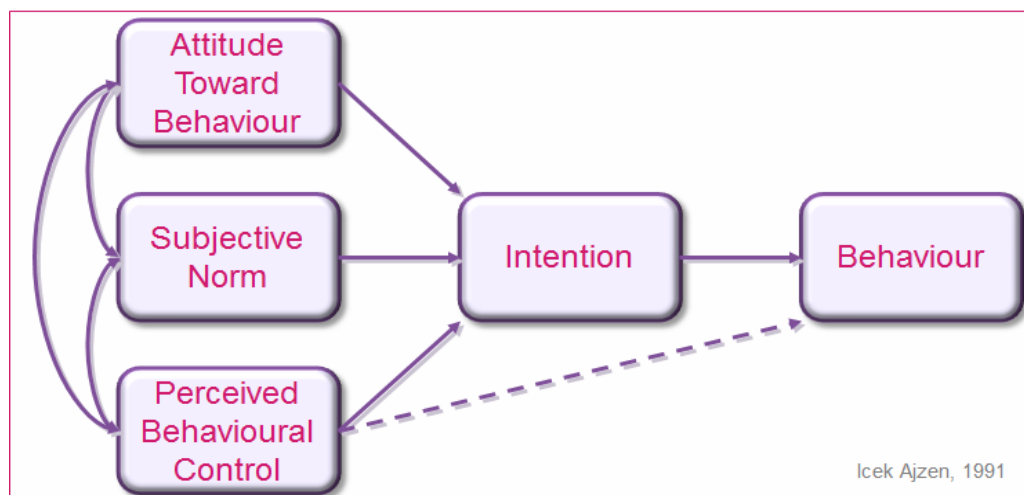 Attitude
Toward
Behaviour
Subjective
Norm
Perceived
Behavioural
Control
Intention
Behaviour
Icek Ajzen, 1991